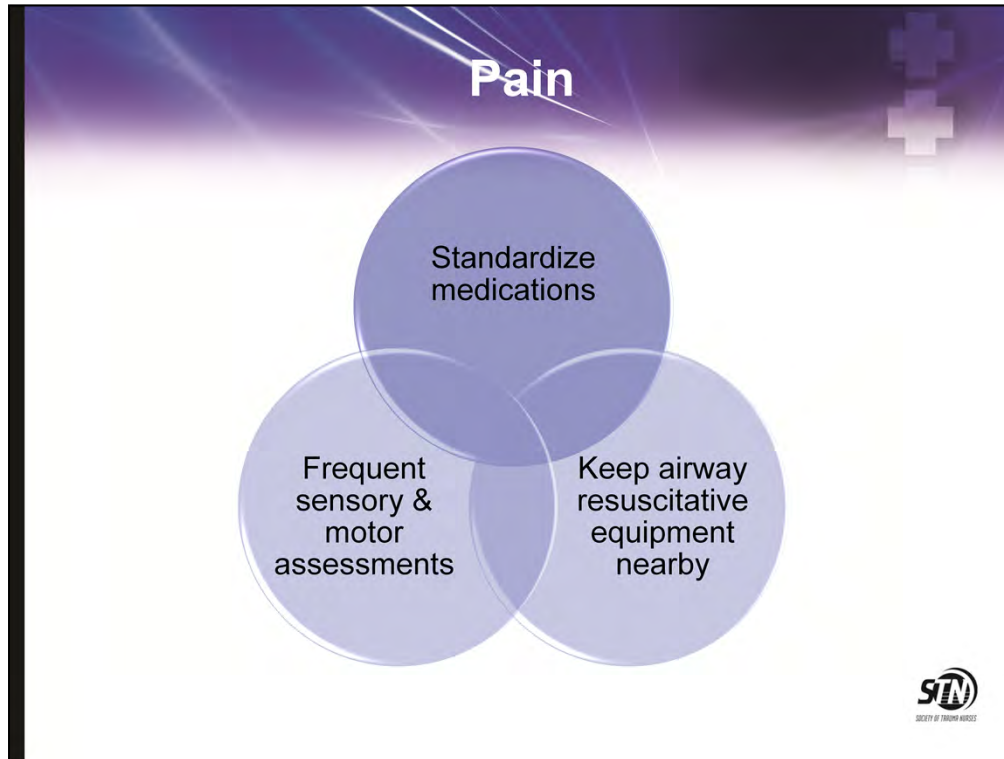 Pain
Standardize
medications
Frequent
sensory &
motor
assessments
Keep airway
resuscitative
equipment
nearby
STN
SOCIETY OF TRAUMA NURSES